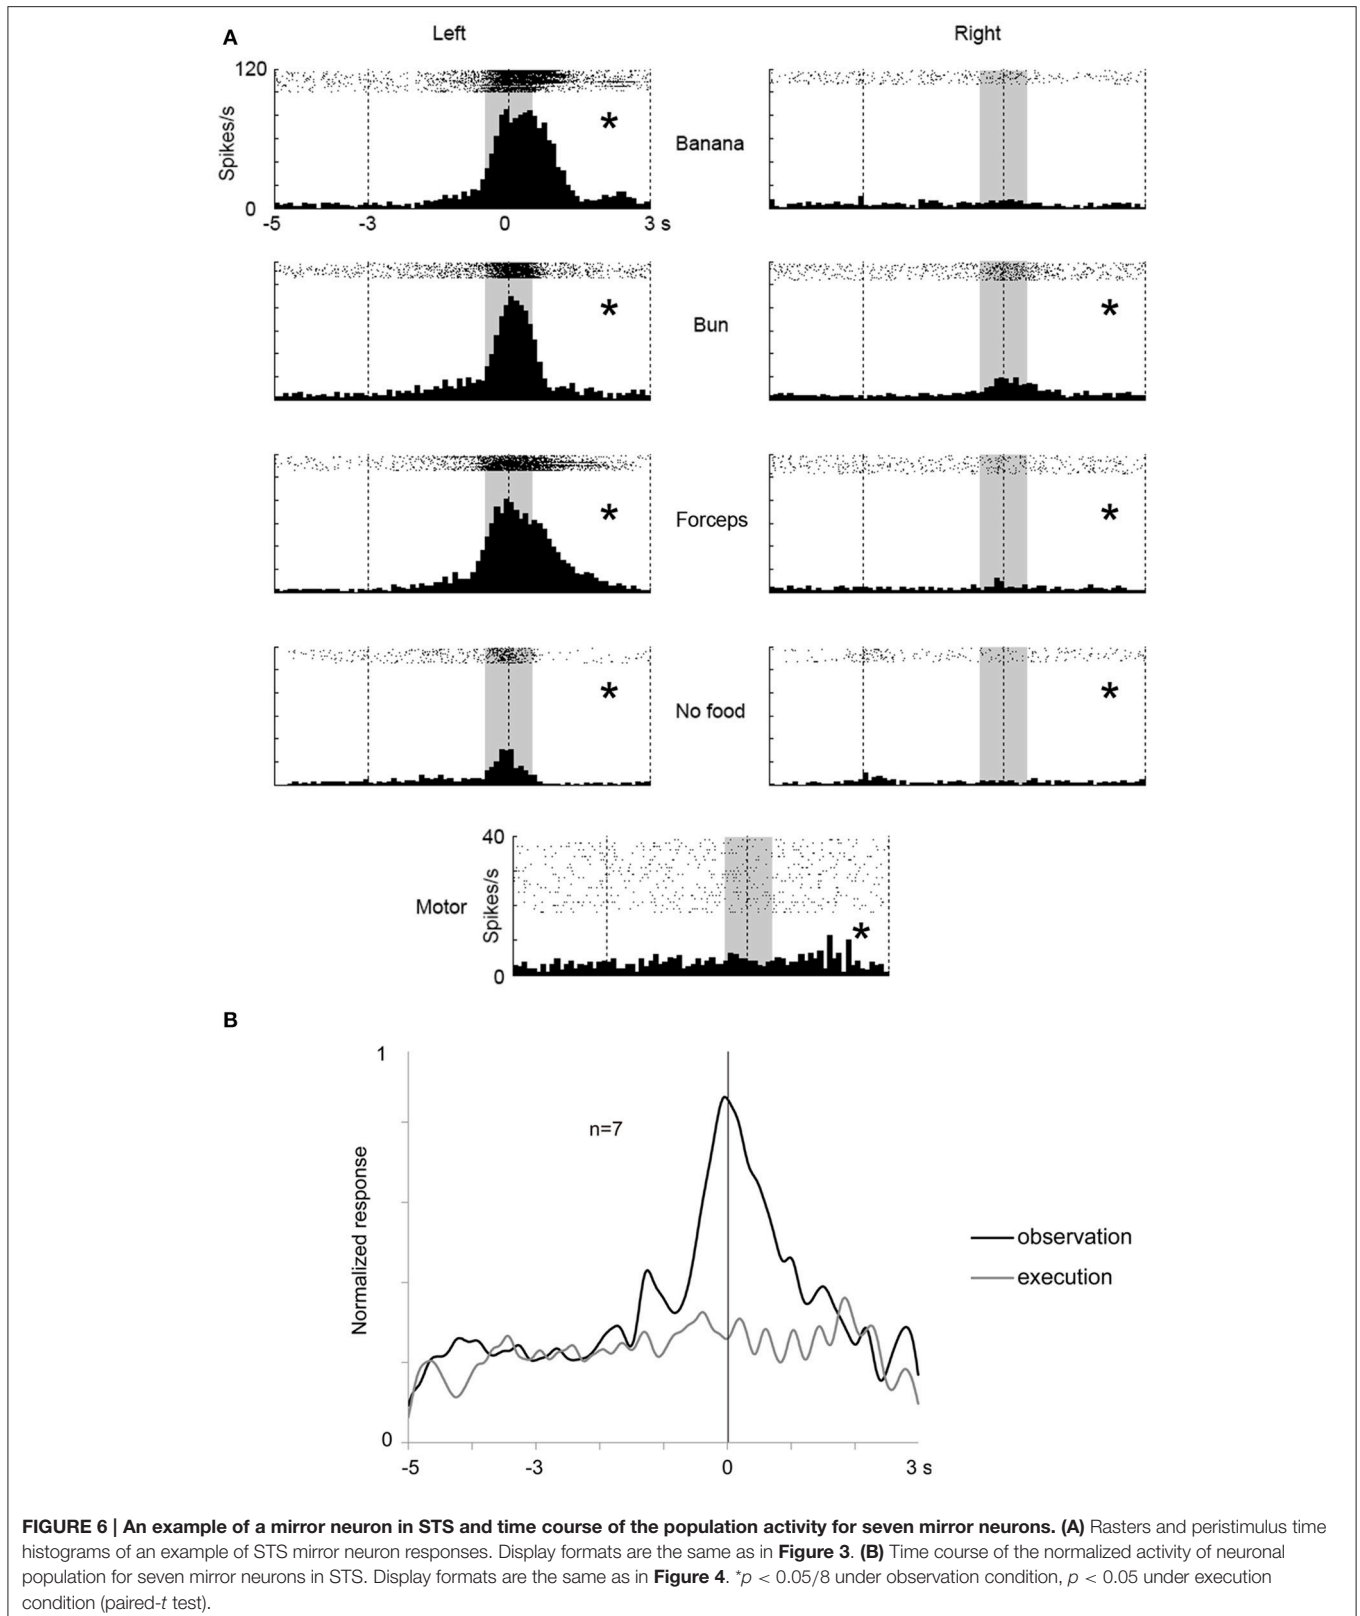 A
Left
Right
120
Spikes/s
0
-5
-3
0
3 s
*
Banana
*
Bun
*
*
Forceps
*
*
No food
*
40
Spikes/s
0
Motor
*
B
1
Normalized response
0
n=7
observation
execution
-5
-3
0
3 s
FIGURE 6 | An example of a mirror neuron in STS and time course of the population activity for seven mirror neurons. (A) Rasters and peristimulus time
histograms of an example of STS mirror neuron responses. Display formats are the same as in Figure 3. (B) Time course of the normalized activity of neuronal
population for seven mirror neurons in STS. Display formats are the same as in Figure 4. *p < 0.05/8 under observation condition, p < 0.05 under execution
condition (paired-t test).